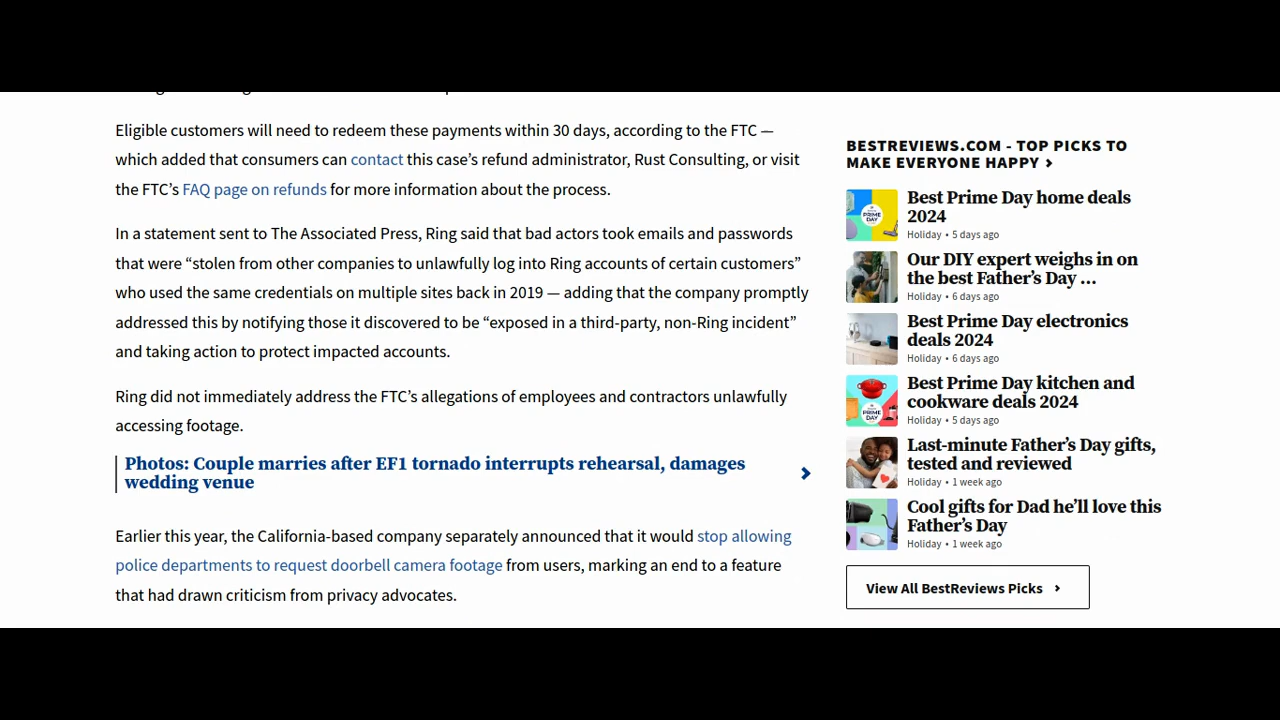 Eligible customers will need to redeem these payments within 30 days, according to the FTC —
which added that consumers can contact this case’s refund administrator, Rust Consulting, or visit
the FTC’s FAQ page on refunds for more information about the process.
In a statement sent to The Associated Press, Ring said that bad actors took emails and passwords
that were “stolen from other companies to unlawfully log into Ring accounts of certain customers”
who used the same credentials on multiple sites back in 2019 — adding that the company promptly
addressed this by notifying those it discovered to be “exposed in a third-party, non-Ring incident”
and taking action to protect impacted accounts.
Ring did not immediately address the FTC’s allegations of employees and contractors unlawfully
accessing footage.
Photos: Couple marries after EF1 tornado interrupts rehearsal, damages
wedding venue
Earlier this year, the California-based company separately announced that it would stop allowing
police departments to request doorbell camera footage from users, marking an end to a feature
that had drawn criticism from privacy advocates.
BESTREVIEWS.COM - TOP PICKS TO
MAKE EVERYONE HAPPY ›
Best Prime Day home deals
2024
Holiday • 5 days ago
Our DIY expert weighs in on
the best Father’s Day …
Holiday • 6 days ago
Best Prime Day electronics
deals 2024
Holiday • 6 days ago
Best Prime Day kitchen and
cookware deals 2024
Holiday • 5 days ago
Last-minute Father’s Day gifts,
tested and reviewed
Holiday • 1 week ago
Cool gifts for Dad he’ll love this
Father’s Day
Holiday • 1 week ago
View All BestReviews Picks ›